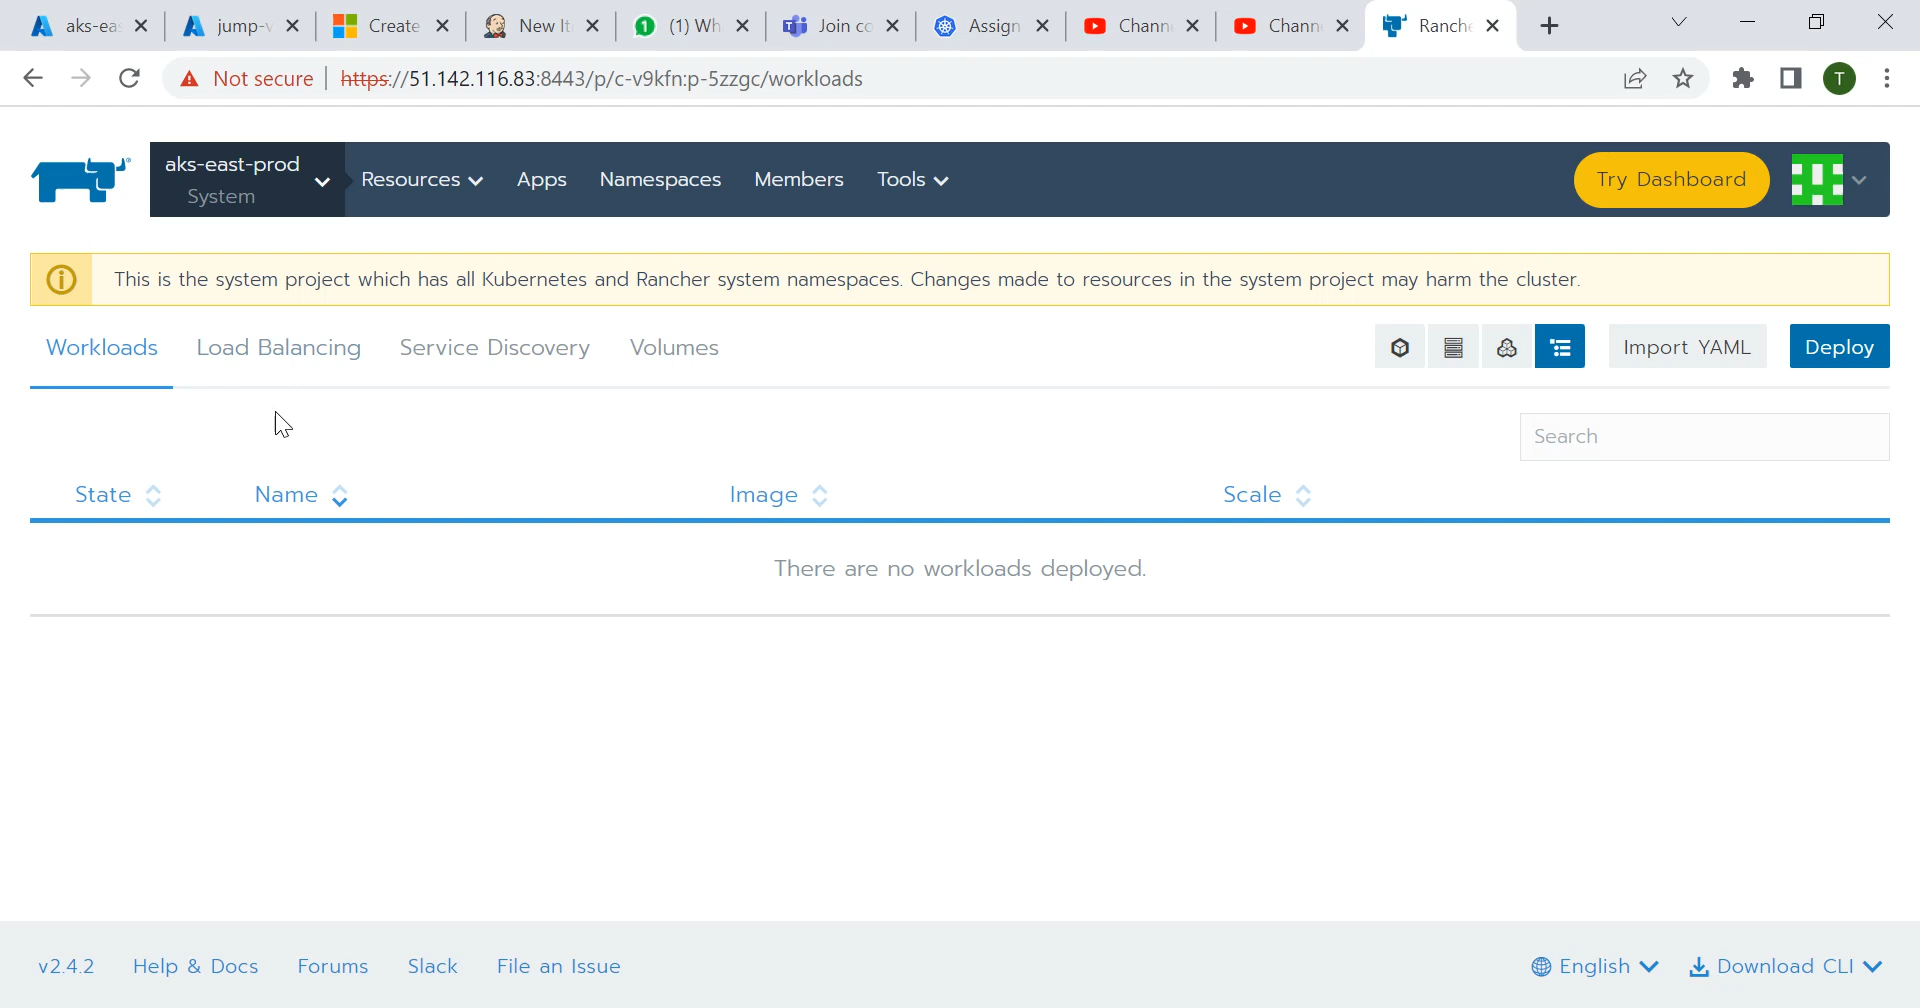 aks-eas
jump-v
Create
New It
(1) Wh
Join co
Assign
Chann
Chann
Ranche
Not secure
https://51.142.116.83:8443/p/c-v9kfn:p-5zzgc/workloads
T
aks-east-prod
System
Resources
Apps
Namespaces
Members
Tools
Try Dashboard
This is the system project which has all Kubernetes and Rancher system namespaces. Changes made to resources in the system project may harm the cluster.
Workloads
Load Balancing
Service Discovery
Volumes
Import YAML
Deploy
Search
State
Name
Image
Scale
There are no workloads deployed.
v2.4.2
Help & Docs
Forums
Slack
File an Issue
English
Download CLI